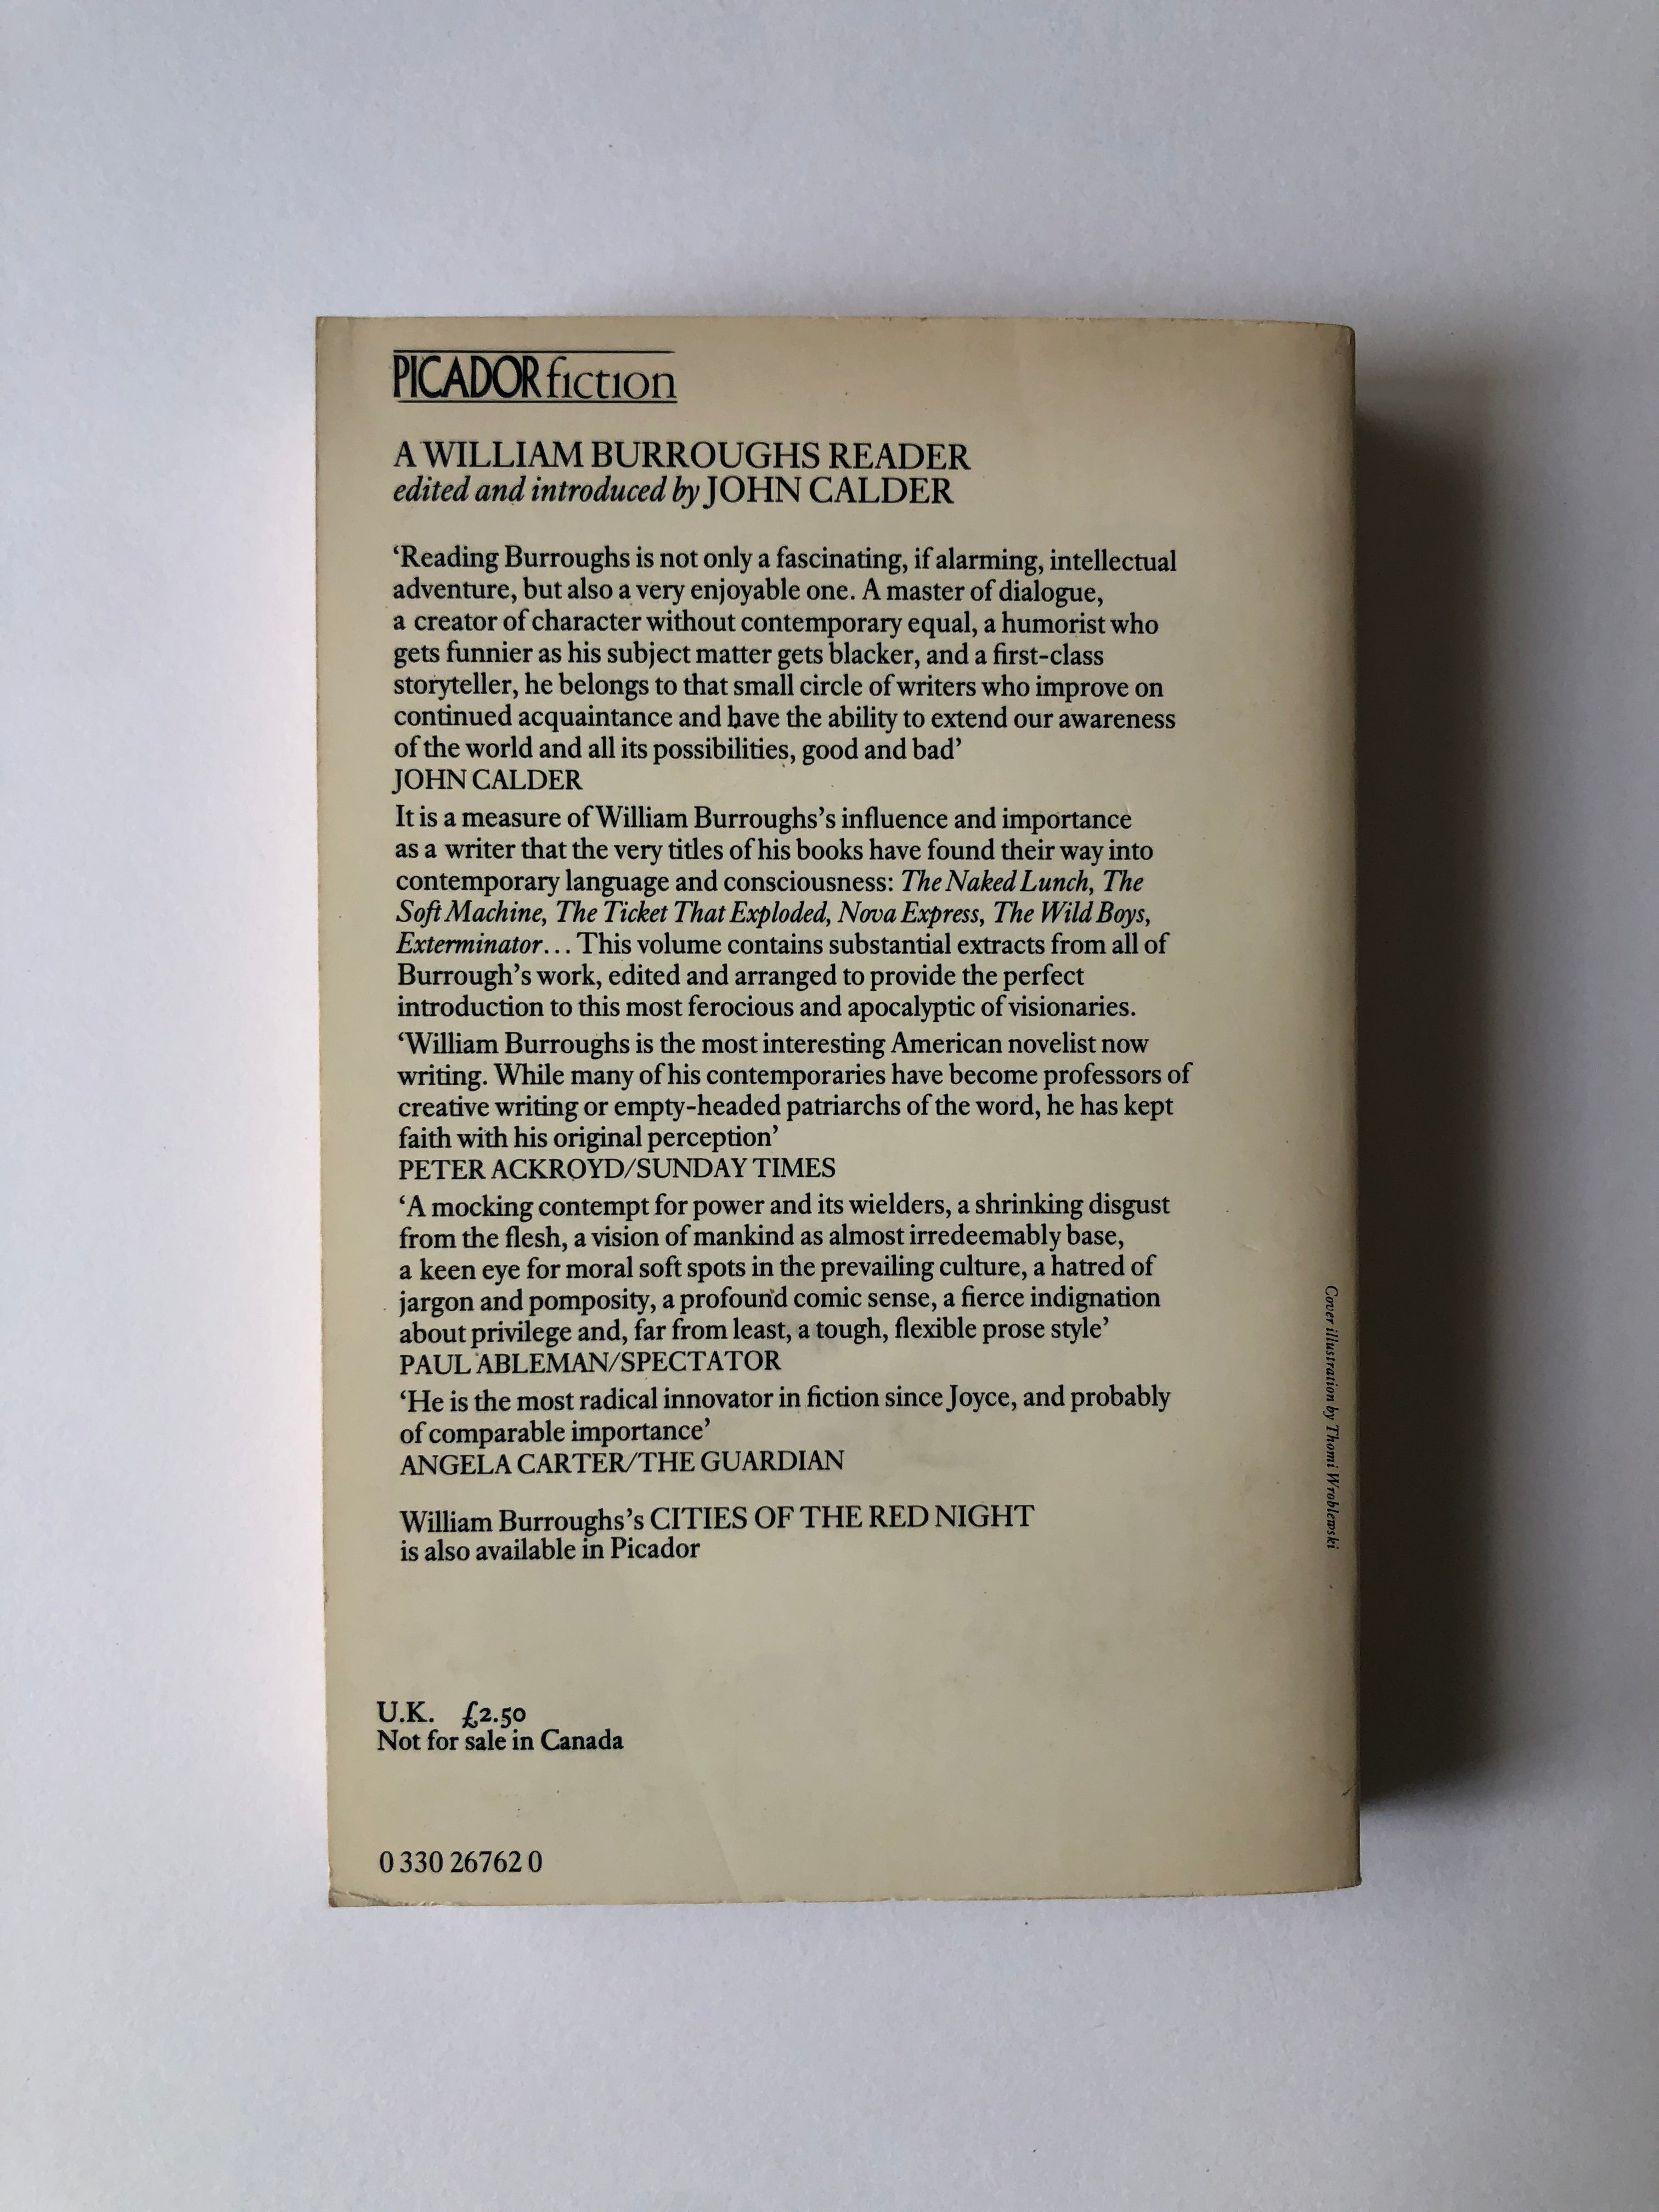 PICADOR fiction
A WILLIAM BURROUGHS READER
edited and introduced by JOHN CALDER
‘Reading Burroughs is not only a fascinating, if alarming, intellectual
adventure, but also a very enjoyable one. A master of dialogue,
a creator of character without contemporary equal, a humorist who
gets funnier as his subject matter gets blacker, and a first-class
storyteller, he belongs to that small circle of writers who improve on
continued acquaintance and have the ability to extend our awareness
of the world and all its possibilities, good and bad’
JOHN CALDER
It is a measure of William Burroughs’s influence and importance
as a writer that the very titles of his books have found their way into
contemporary language and consciousness: The Naked Lunch, The
Soft Machine, The Ticket That Exploded, Nova Express, The Wild Boys,
Exterminator... This volume contains substantial extracts from all of
Burrough’s work, edited and arranged to provide the perfect
introduction to this most ferocious and apocalyptic of visionaries.
‘William Burroughs is the most interesting American novelist now
writing. While many of his contemporaries have become professors of
creative writing or empty-headed patriarchs of the word, he has kept
faith with his original perception’
PETER ACKROYD/SUNDAY TIMES
‘A mocking contempt for power and its wielders, a shrinking disgust
from the flesh, a vision of mankind as almost irredeemably base,
a keen eye for moral soft spots in the prevailing culture, a hatred of
jargon and pomposity, a profound comic sense, a fierce indignation
about privilege and, far from least, a tough, flexible prose style’
PAUL ABLEMAN/SPECTATOR
‘He is the most radical innovator in fiction since Joyce, and probably
of comparable importance’
ANGELA CARTER/THE GUARDIAN
William Burroughs’s CITIES OF THE RED NIGHT
is also available in Picador
Cover illustration by Thomi Wroblewski
U.K. £2.50
Not for sale in Canada
0 330 26762 0